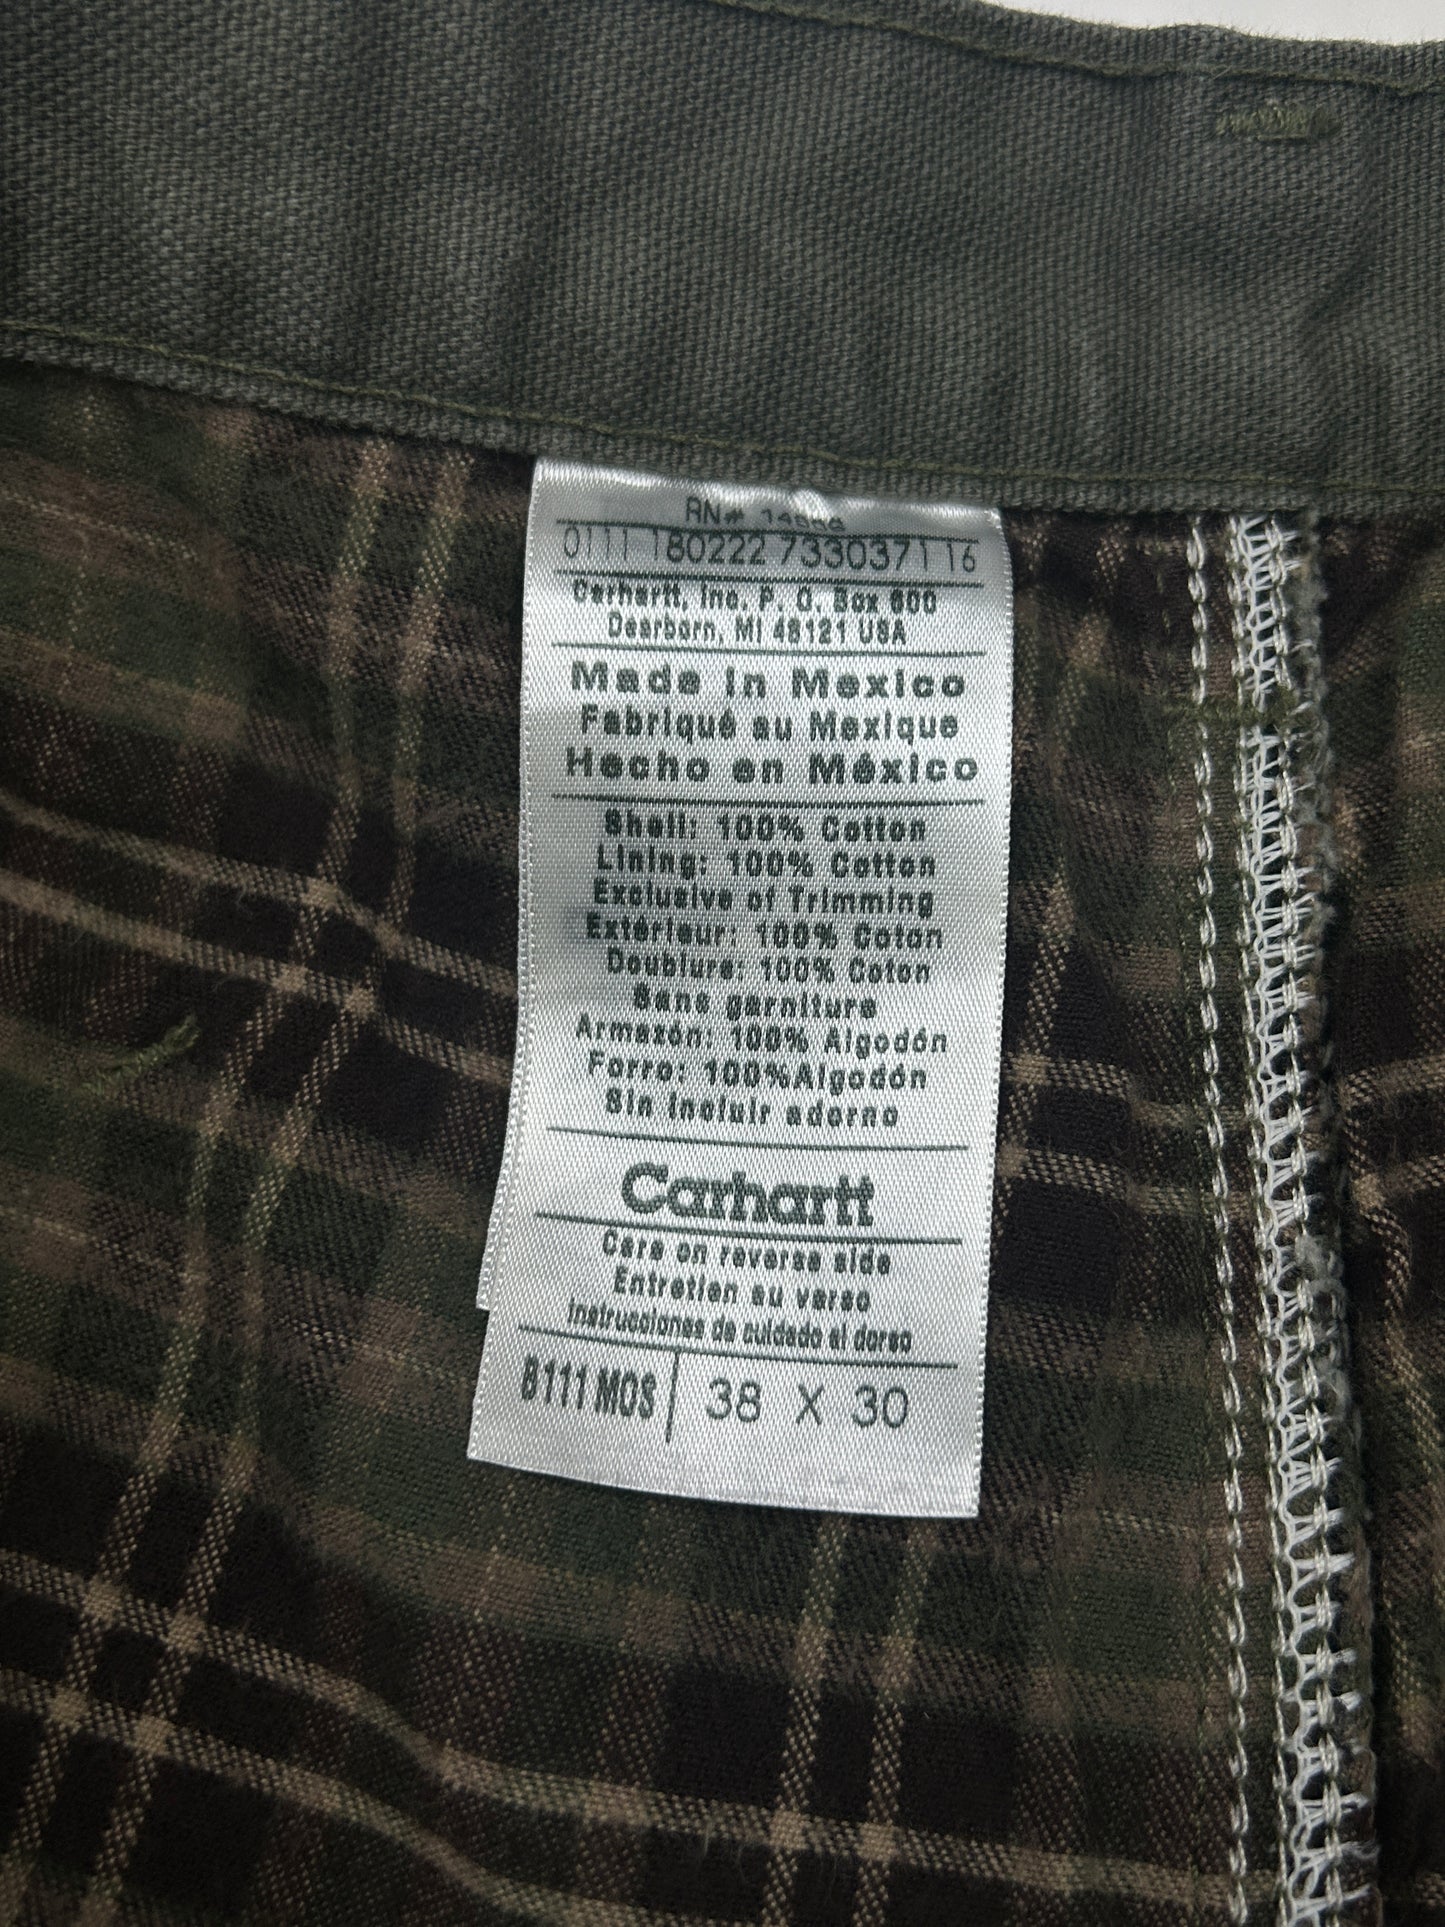 RN# 14806
0111 180222 7330371 16
Carhartt, Inc. P. O. Box 600
Dearborn, MI 48121 USA
Made in Mexico
Fabriqué au Mexique
Hecho en México
Shell: 100% Cotton
Lining: 100% Cotton
Exclusive of Trimming
Extérieur: 100% Coton
Doublure: 100% Coton
Sans garniture
Armazón: 100% Algodón
Forro: 100%Algodón
Sin incluir adorno
Carhartt
Care on reverse side
Entretien au verso
instrucciones de cuidado al dorso
B111 MOS 38 X 30